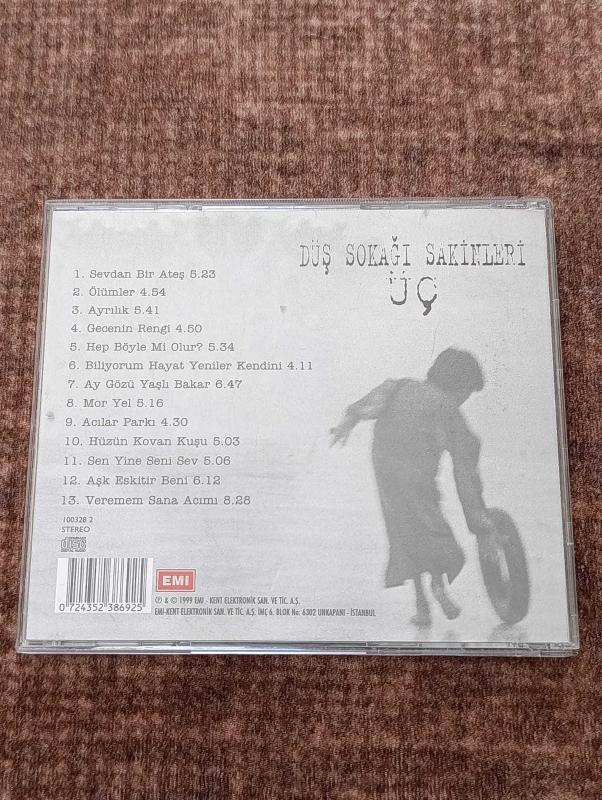 DÜŞ SOKAĞI SAKİNLERİ
ÜÇ
1. Sevdan Bir Ateş 5.23
2. Ölümler 4.54
3. Ayrılık 5.41
4. Gecenin Rengi 4.50
5. Hep Böyle Mi Olur? 5.34
6. Biliyorum Hayat Yeniler Kendini 4.11
7. Ay Gözü Yaşlı Bakar 6.47
8. Mor Yel 5.16
9. Acılar Parkı 4.30
10. Hüzün Kovan Kuşu 5.03
11. Sen Yine Seni Sev 5.06
12. Aşk Eskitir Beni 6.12
13. Veremem Sana Acımı 8.28
100328 2
STEREO
COMPACT
disc
DIGITAL AUDIO
0 724352 386925
EMI
℗ & © 1999 EMI - KENT ELEKTRONİK SAN. VE TİC. A.Ş.
EMI-KENT ELEKTRONİK SAN. VE TİC. A.Ş. İMÇ 6. BLOK No: 6302 UNKAPANI - İSTANBUL